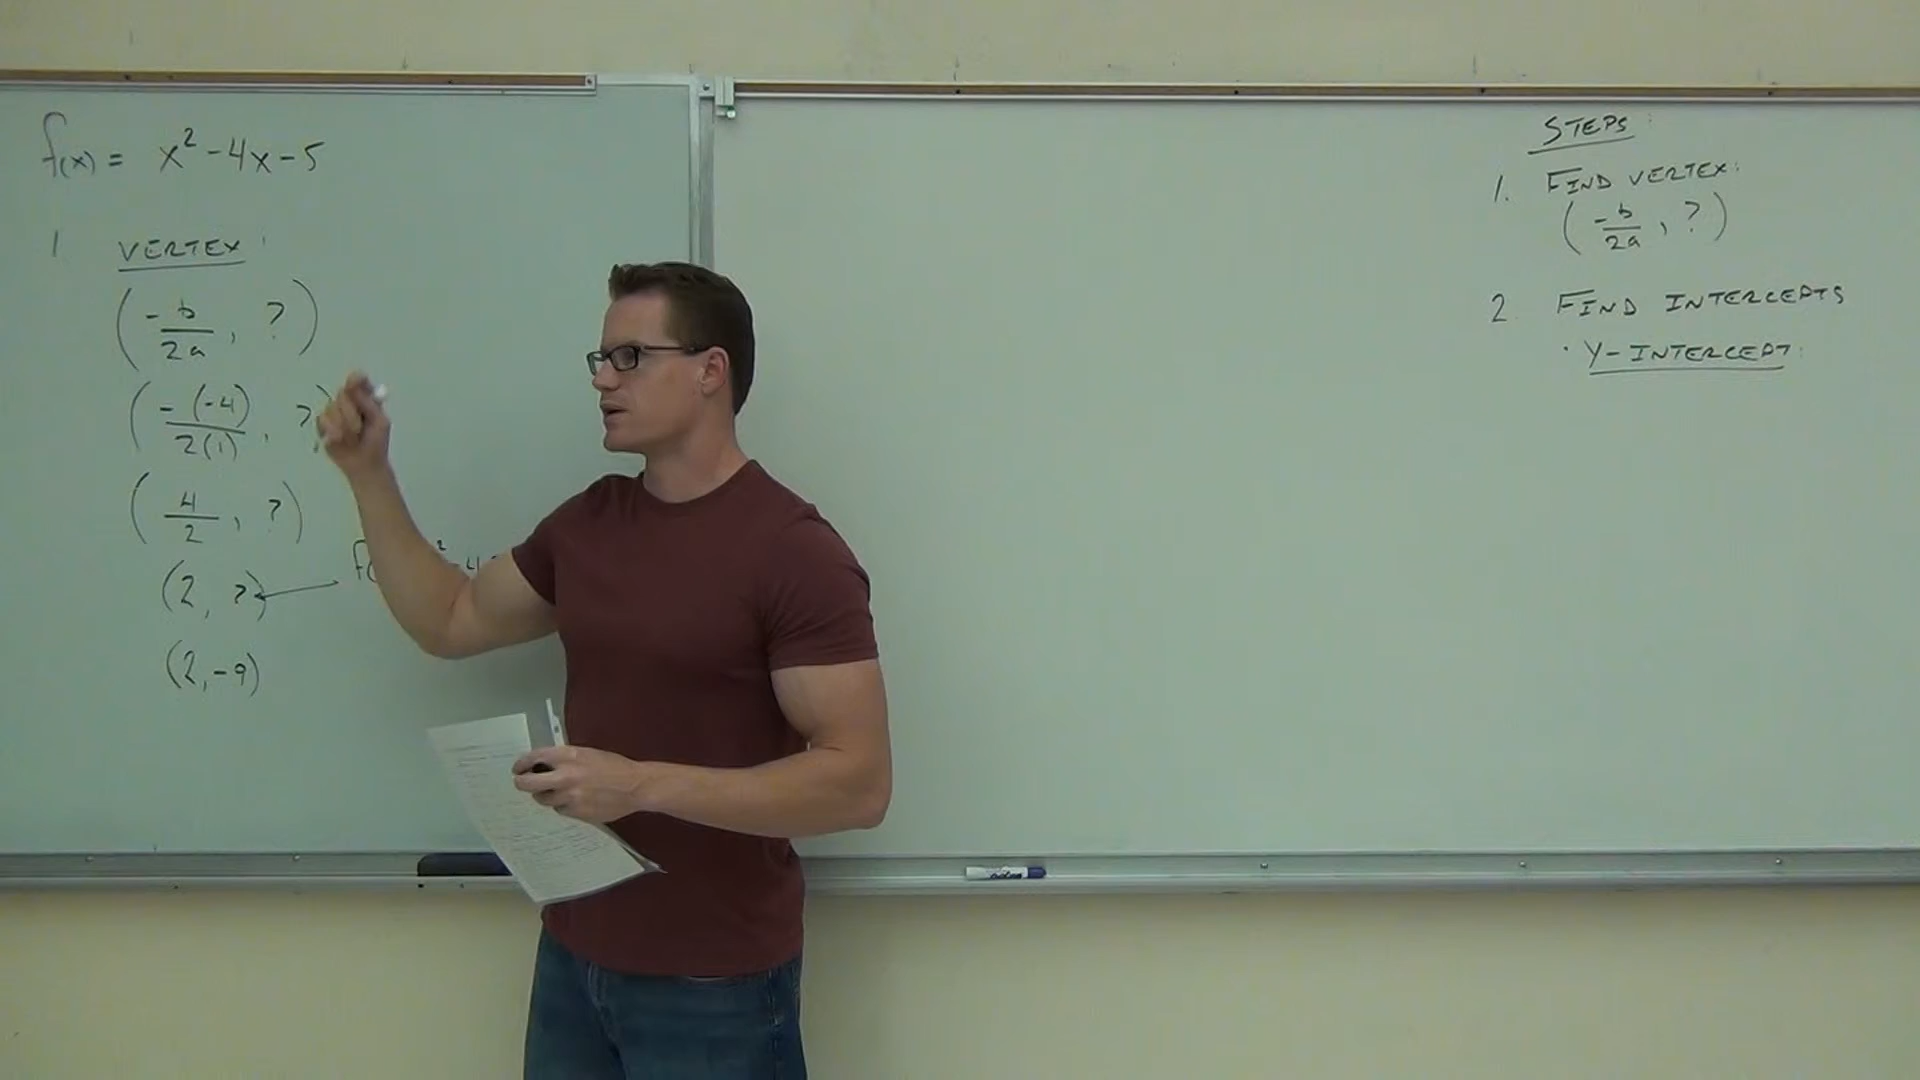 f(x) = x² - 4x - 5
1 VERTEX:
( -b/2a , ? )
( -(-4)/2(1) , ? )
( 4/2 , ? )
(2, ?)
(2, -9)
STEPS:
1. FIND VERTEX:
( -b/2a , ? )
2. FIND INTERCEPTS
· Y-INTERCEPT: